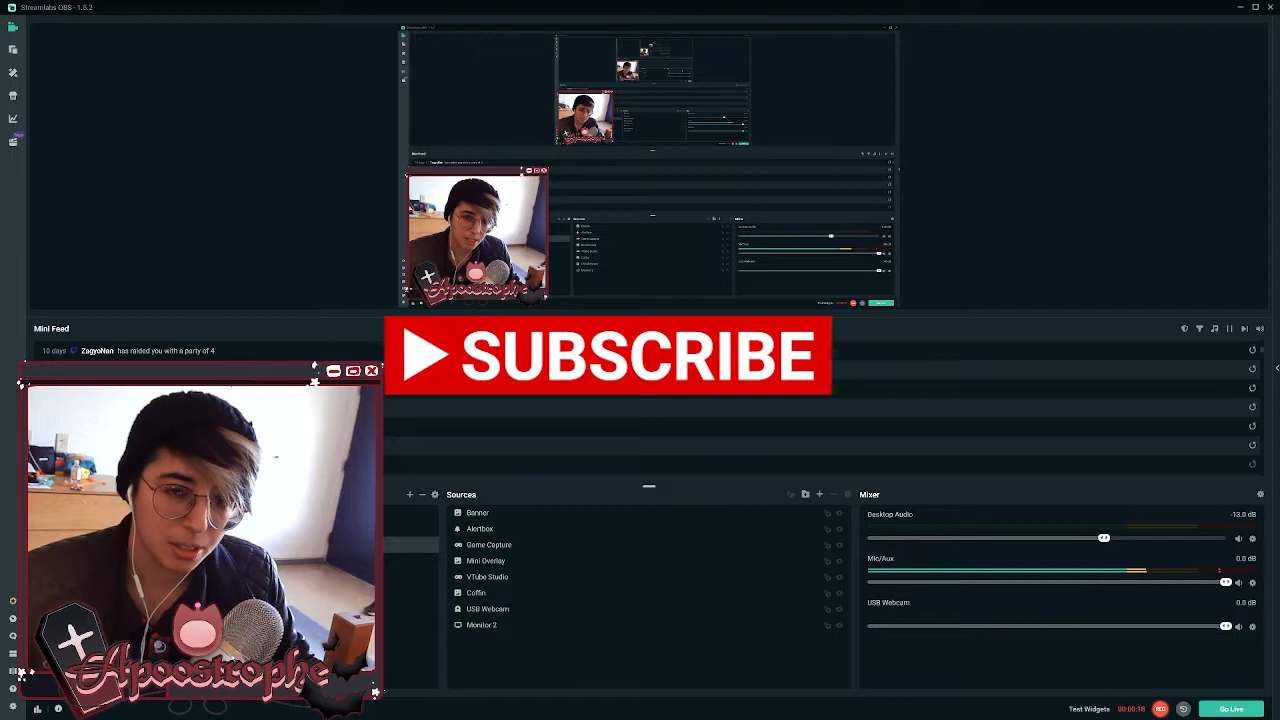 Streamlabs OBS - 1.5.2
Mini Feed
10 days ZagyoNan has raided you with a party of 4
SUBSCRIBE
Sources
Mixer
Banner
Alertbox
Game Capture
Mini Overlay
VTube Studio
Coffin
USB Webcam
Monitor 2
Desktop Audio
-13.0 dB
Mic/Aux
0.0 dB
USB Webcam
0.0 dB
Apoostrophe
Test Widgets
00:00:18
REC
Go Live